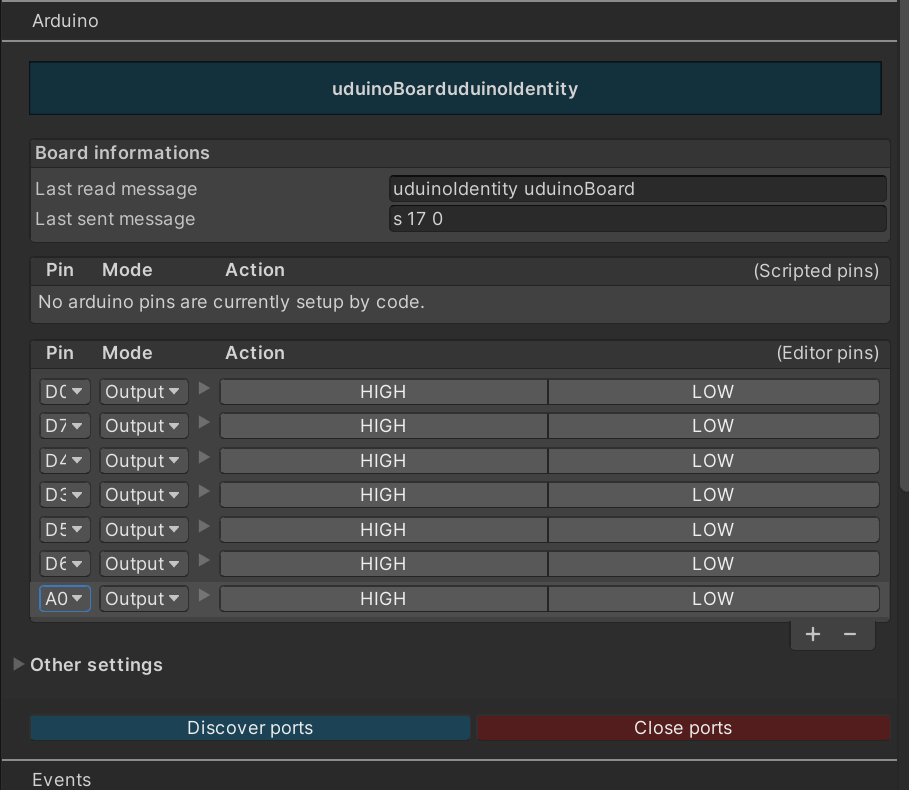 Arduino
uduinoBoarduduinoIdentity
Board informations
Last read message uduinoIdentity uduinoBoard
Last sent message s 17 0
Pin Mode Action (Scripted pins)
No arduino pins are currently setup by code.
Pin Mode Action (Editor pins)
Output HIGH LOW
D7 Output HIGH LOW
D4 Output HIGH LOW
D3 Output HIGH LOW
D5 Output HIGH LOW
D6 Output HIGH LOW
A0 Output HIGH LOW
+ −
Other settings
Discover ports Close ports
Events